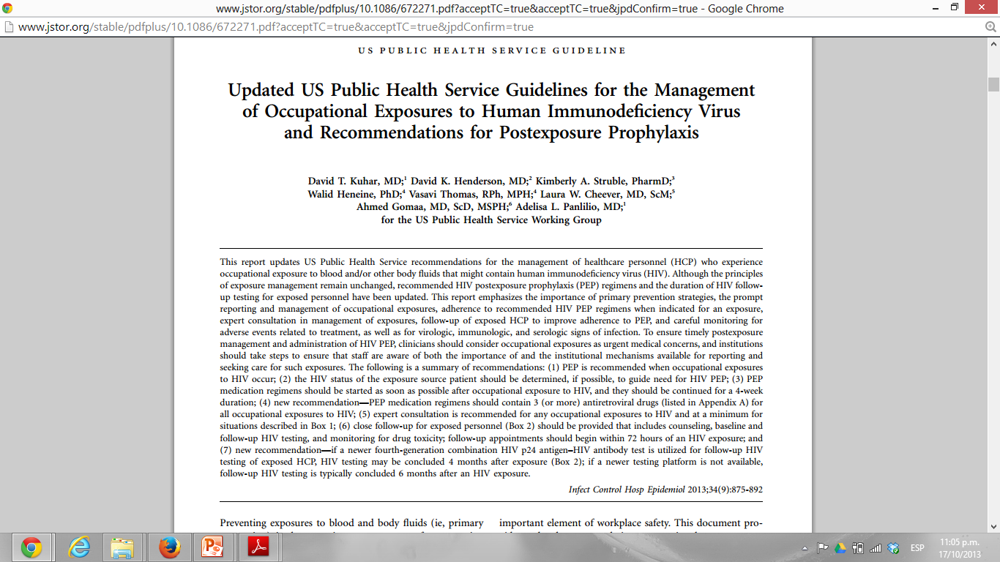 www.jstor.org/stable/pdfplus/10.1086/672271.pdf?acceptTC=true&acceptTC=true&jpdConfirm=true - Google Chrome
www.jstor.org/stable/pdfplus/10.1086/672271.pdf?acceptTC=true&acceptTC=true&jpdConfirm=true
US PUBLIC HEALTH SERVICE GUIDELINE
Updated US Public Health Service Guidelines for the Management
of Occupational Exposures to Human Immunodeficiency Virus
and Recommendations for Postexposure Prophylaxis
David T. Kuhar, MD;¹ David K. Henderson, MD;² Kimberly A. Struble, PharmD;³
Walid Heneine, PhD;⁴ Vasavi Thomas, RPh, MPH;⁴ Laura W. Cheever, MD, ScM;⁵
Ahmed Gomaa, MD, ScD, MSPH;⁶ Adelisa L. Panlilio, MD;¹
for the US Public Health Service Working Group
This report updates US Public Health Service recommendations for the management of healthcare personnel (HCP) who experience
occupational exposure to blood and/or other body fluids that might contain human immunodeficiency virus (HIV). Although the principles
of exposure management remain unchanged, recommended HIV postexposure prophylaxis (PEP) regimens and the duration of HIV follow-
up testing for exposed personnel have been updated. This report emphasizes the importance of primary prevention strategies, the prompt
reporting and management of occupational exposures, adherence to recommended HIV PEP regimens when indicated for an exposure,
expert consultation in management of exposures, follow-up of exposed HCP to improve adherence to PEP, and careful monitoring for
adverse events related to treatment, as well as for virologic, immunologic, and serologic signs of infection. To ensure timely postexposure
management and administration of HIV PEP, clinicians should consider occupational exposures as urgent medical concerns, and institutions
should take steps to ensure that staff are aware of both the importance of and the institutional mechanisms available for reporting and
seeking care for such exposures. The following is a summary of recommendations: (1) PEP is recommended when occupational exposures
to HIV occur; (2) the HIV status of the exposure source patient should be determined, if possible, to guide need for HIV PEP; (3) PEP
medication regimens should be started as soon as possible after occupational exposure to HIV, and they should be continued for a 4-week
duration; (4) new recommendation—PEP medication regimens should contain 3 (or more) antiretroviral drugs (listed in Appendix A) for
all occupational exposures to HIV; (5) expert consultation is recommended for any occupational exposures to HIV and at a minimum for
situations described in Box 1; (6) close follow-up for exposed personnel (Box 2) should be provided that includes counseling, baseline and
follow-up HIV testing, and monitoring for drug toxicity; follow-up appointments should begin within 72 hours of an HIV exposure; and
(7) new recommendation—if a newer fourth-generation combination HIV p24 antigen–HIV antibody test is utilized for follow-up HIV
testing of exposed HCP, HIV testing may be concluded 4 months after exposure (Box 2); if a newer testing platform is not available,
follow-up HIV testing is typically concluded 6 months after an HIV exposure.
Infect Control Hosp Epidemiol 2013;34(9):875-892
Preventing exposures to blood and body fluids (ie, primary
important element of workplace safety. This document pro-
ESP
11:05 p.m.
17/10/2013